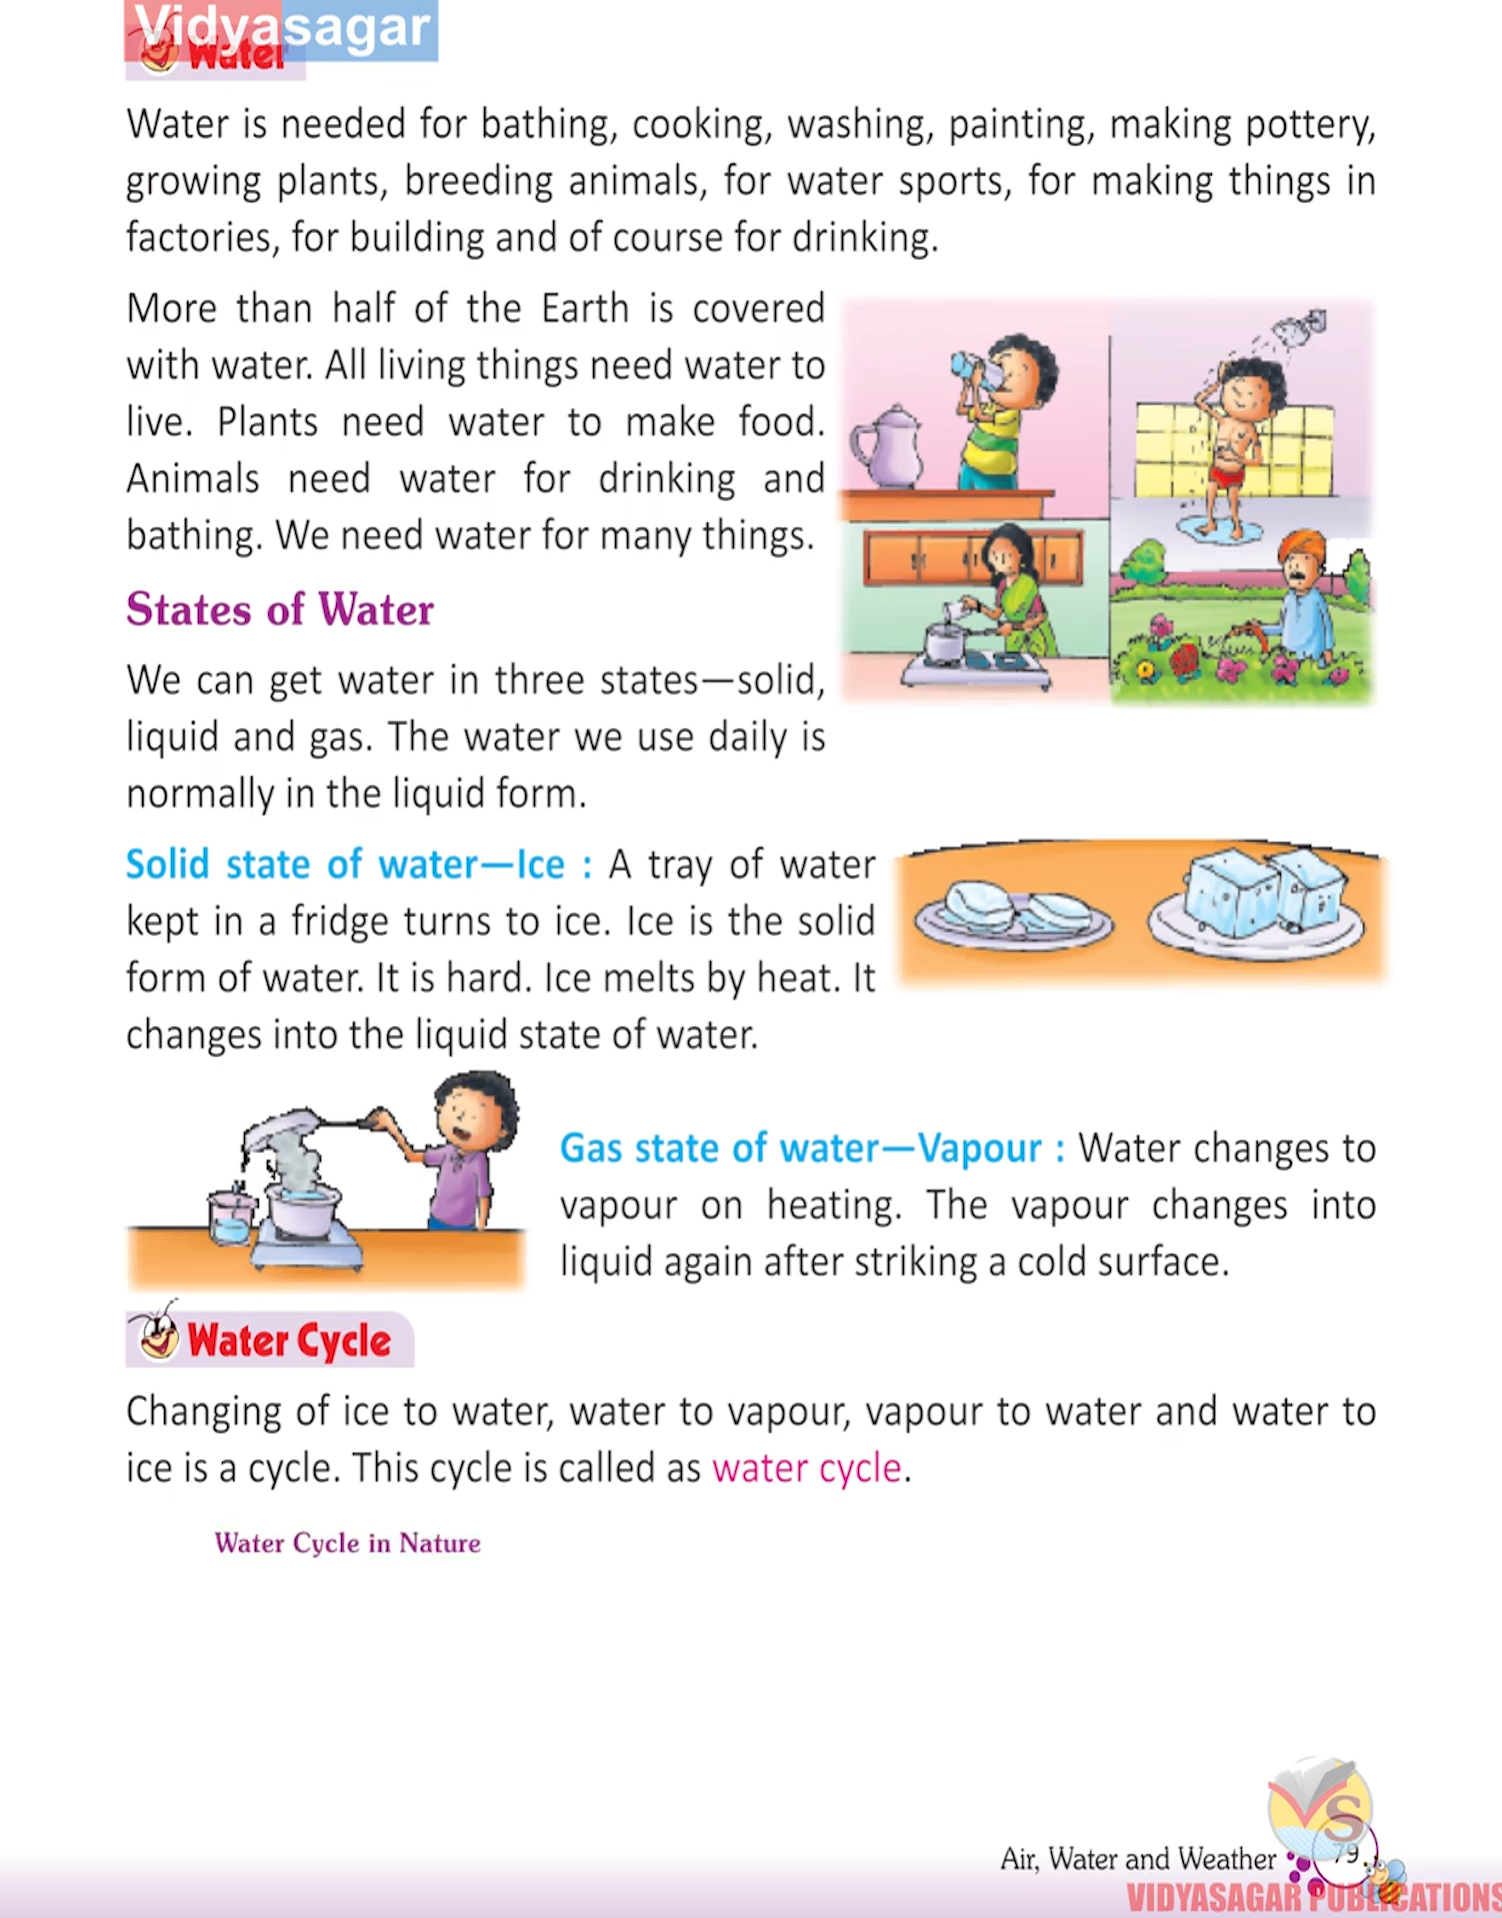 Vidyasagar
Water
Water is needed for bathing, cooking, washing, painting, making pottery,
growing plants, breeding animals, for water sports, for making things in
factories, for building and of course for drinking.
More than half of the Earth is covered
with water. All living things need water to
live. Plants need water to make food.
Animals need water for drinking and
bathing. We need water for many things.
States of Water
We can get water in three states—solid,
liquid and gas. The water we use daily is
normally in the liquid form.
Solid state of water—Ice : A tray of water
kept in a fridge turns to ice. Ice is the solid
form of water. It is hard. Ice melts by heat. It
changes into the liquid state of water.
Gas state of water—Vapour : Water changes to
vapour on heating. The vapour changes into
liquid again after striking a cold surface.
Water Cycle
Changing of ice to water, water to vapour, vapour to water and water to
ice is a cycle. This cycle is called as water cycle.
Water Cycle in Nature
VS
Air, Water and Weather 79
VIDYASAGAR PUBLICATIONS